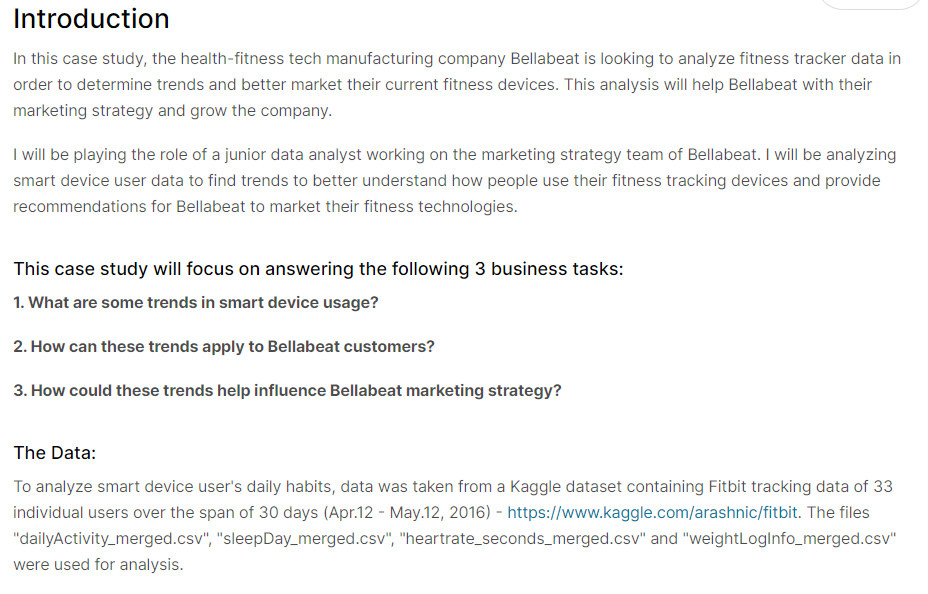 Introduction
In this case study, the health-fitness tech manufacturing company Bellabeat is looking to analyze fitness tracker data in
order to determine trends and better market their current fitness devices. This analysis will help Bellabeat with their
marketing strategy and grow the company.
I will be playing the role of a junior data analyst working on the marketing strategy team of Bellabeat. I will be analyzing
smart device user data to find trends to better understand how people use their fitness tracking devices and provide
recommendations for Bellabeat to market their fitness technologies.
This case study will focus on answering the following 3 business tasks:
1. What are some trends in smart device usage?
2. How can these trends apply to Bellabeat customers?
3. How could these trends help influence Bellabeat marketing strategy?
The Data:
To analyze smart device user's daily habits, data was taken from a Kaggle dataset containing Fitbit tracking data of 33
individual users over the span of 30 days (Apr.12 - May.12, 2016) - https://www.kaggle.com/arashnic/fitbit. The files
"dailyActivity_merged.csv", "sleepDay_merged.csv", "heartrate_seconds_merged.csv" and "weightLogInfo_merged.csv"
were used for analysis.